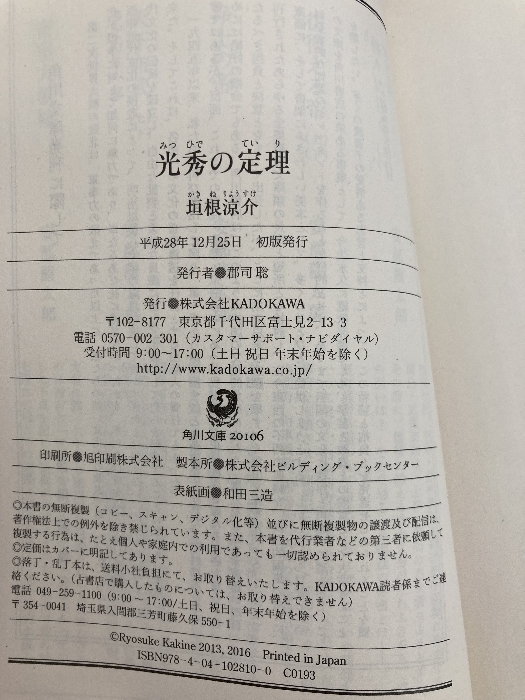 みつ ひで てい り
光秀の定理
かき ね りょうすけ
垣根涼介
平成28年12月25日 初版発行
発行者●郡司 聡
発行●株式会社KADOKAWA
〒102-8177 東京都千代田区富士見2-13-3
電話 0570-002-301（カスタマーサポート・ナビダイヤル）
受付時間 9:00〜17:00（土日 祝日 年末年始を除く）
http://www.kadokawa.co.jp/
角川文庫 20106
印刷所●旭印刷株式会社 製本所●株式会社ビルディング・ブックセンター
表紙画●和田三造
◎本書の無断複製（コピー、スキャン、デジタル化等）並びに無断複製物の譲渡及び配信は、
著作権法上での例外を除き禁じられています。また、本書を代行業者などの第三者に依頼して
複製する行為は、たとえ個人や家庭内での利用であっても一切認められておりません。
◎定価はカバーに明記してあります。
◎落丁・乱丁本は、送料小社負担にて、お取り替えいたします。KADOKAWA読者係までご連
絡ください。（古書店で購入したものについては、お取り替えできません）
電話 049-259-1100（9:00〜17:00/土日、祝日、年末年始を除く）
〒354-0041 埼玉県入間郡三芳町藤久保550-1
©Ryosuke Kakine 2013, 2016 Printed in Japan
ISBN978-4-04-102810-0 C0193